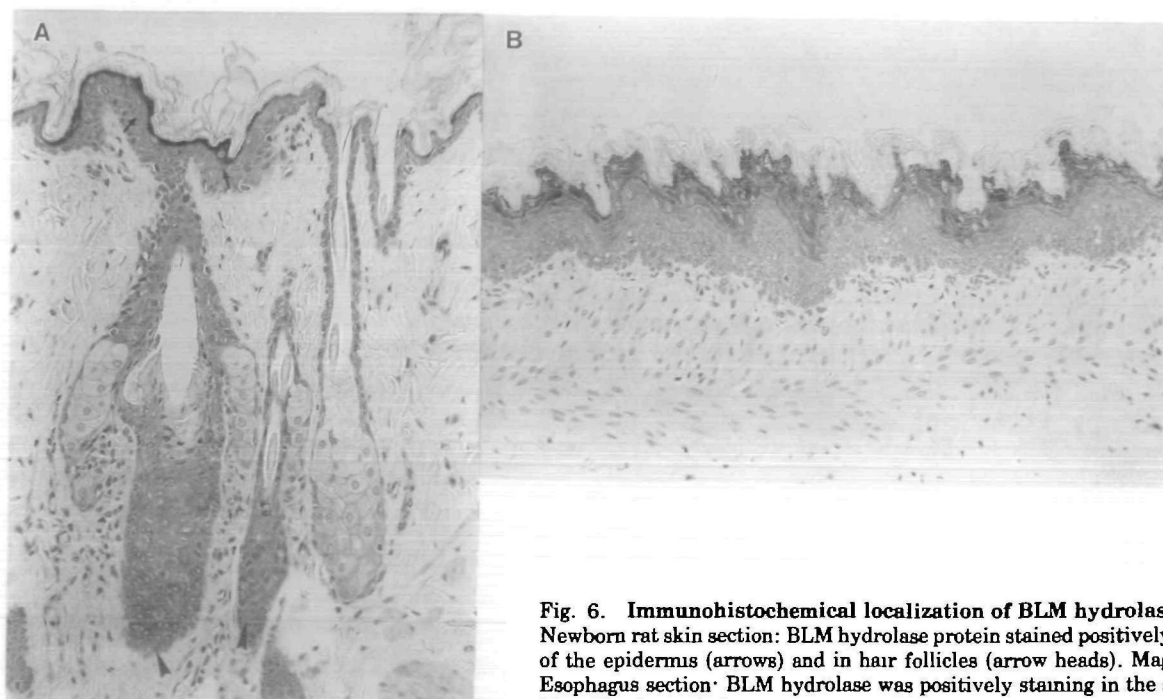 A
B
Fig. 6. Immunohistochemical localization of BLM hydrolas
Newborn rat skin section: BLM hydrolase protein stained positively
of the epidermis (arrows) and in hair follicles (arrow heads). Ma
Esophagus section· BLM hydrolase was positively staining in the